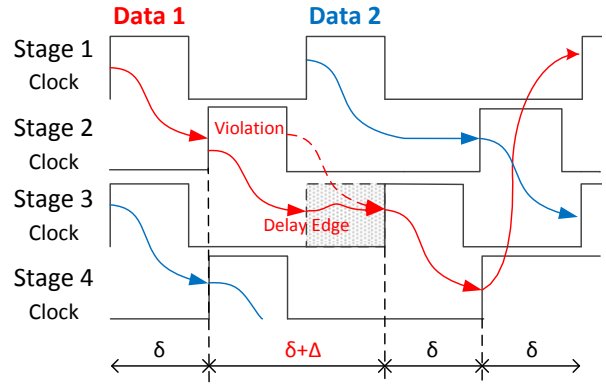 Data 1 Data 2
Stage 1
Clock
Stage 2
Clock
Violation
Stage 3
Clock
Delay Edge
Stage 4
Clock
δ δ+Δ δ δ